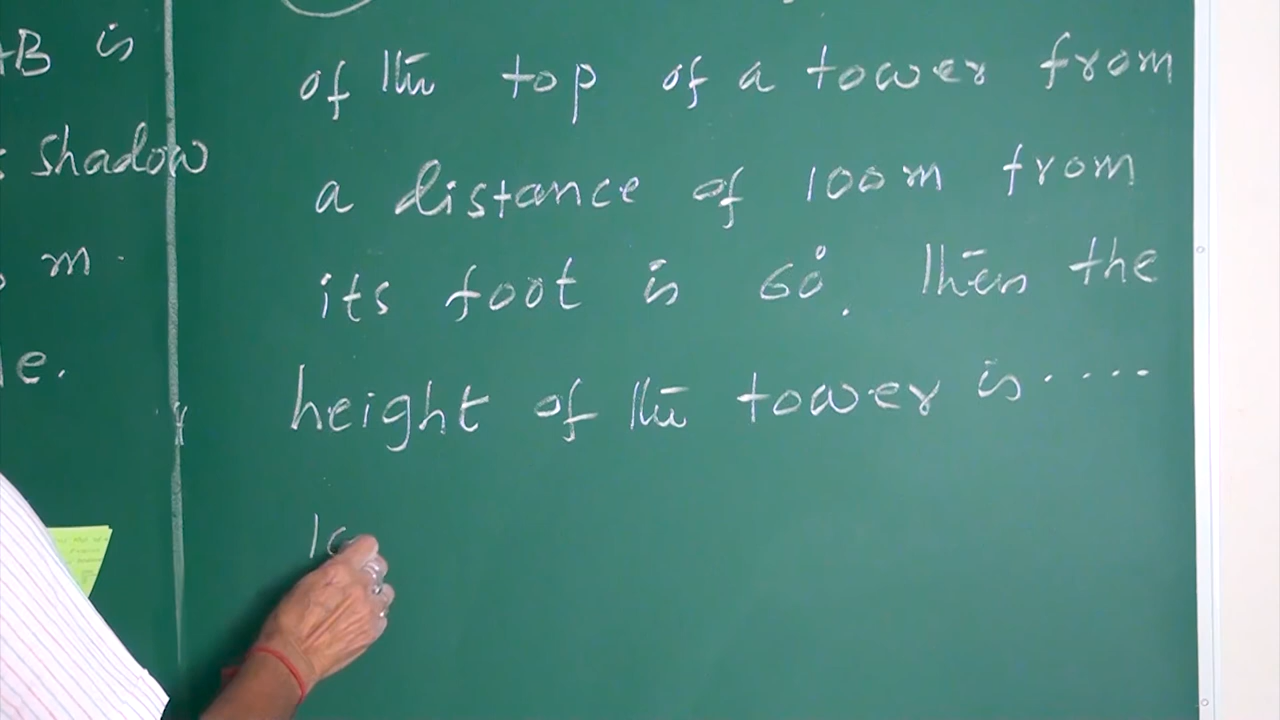 AB is
shadow
m.
e.
of the top of a tower from
a distance of 100m from
its foot is 60°. Then the
height of the tower is.....
10